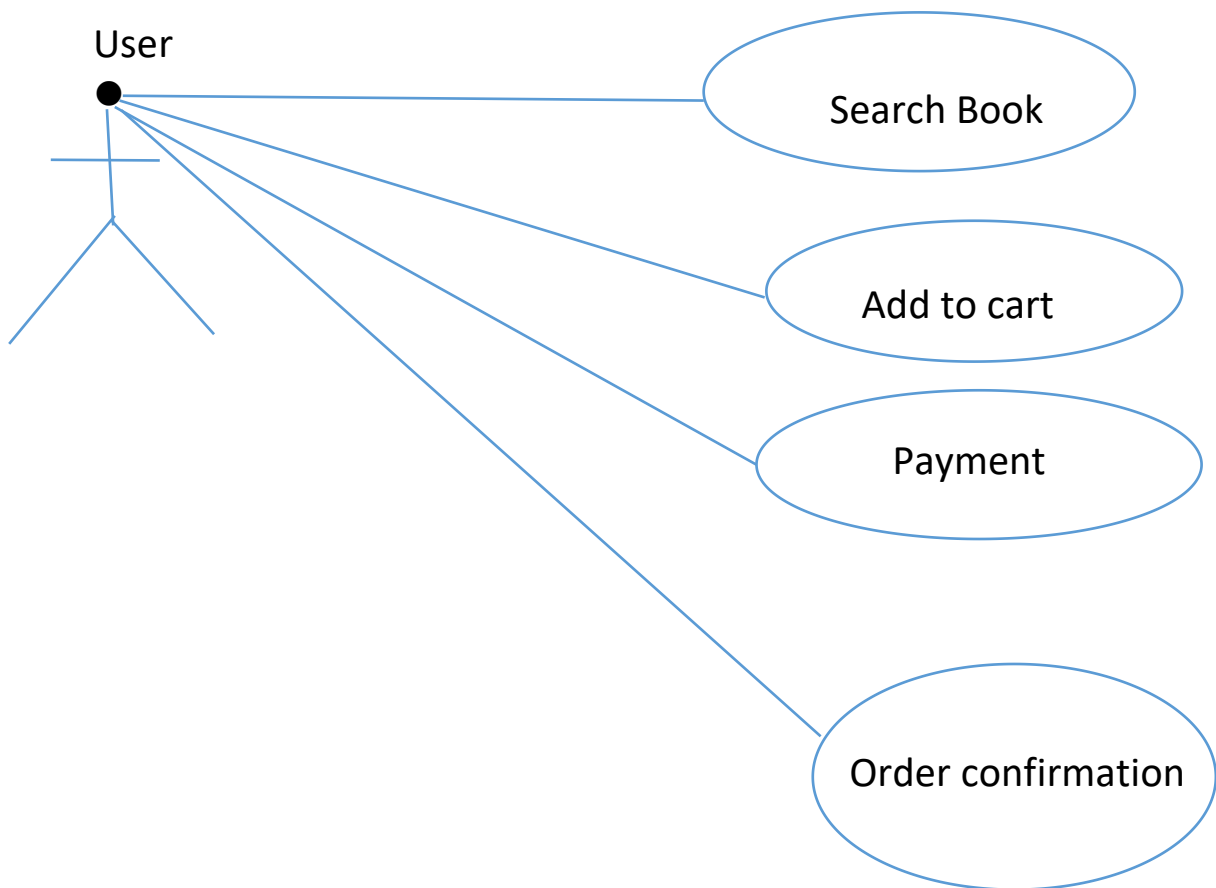 User
Search Book
Add to cart
Payment
Order confirmation